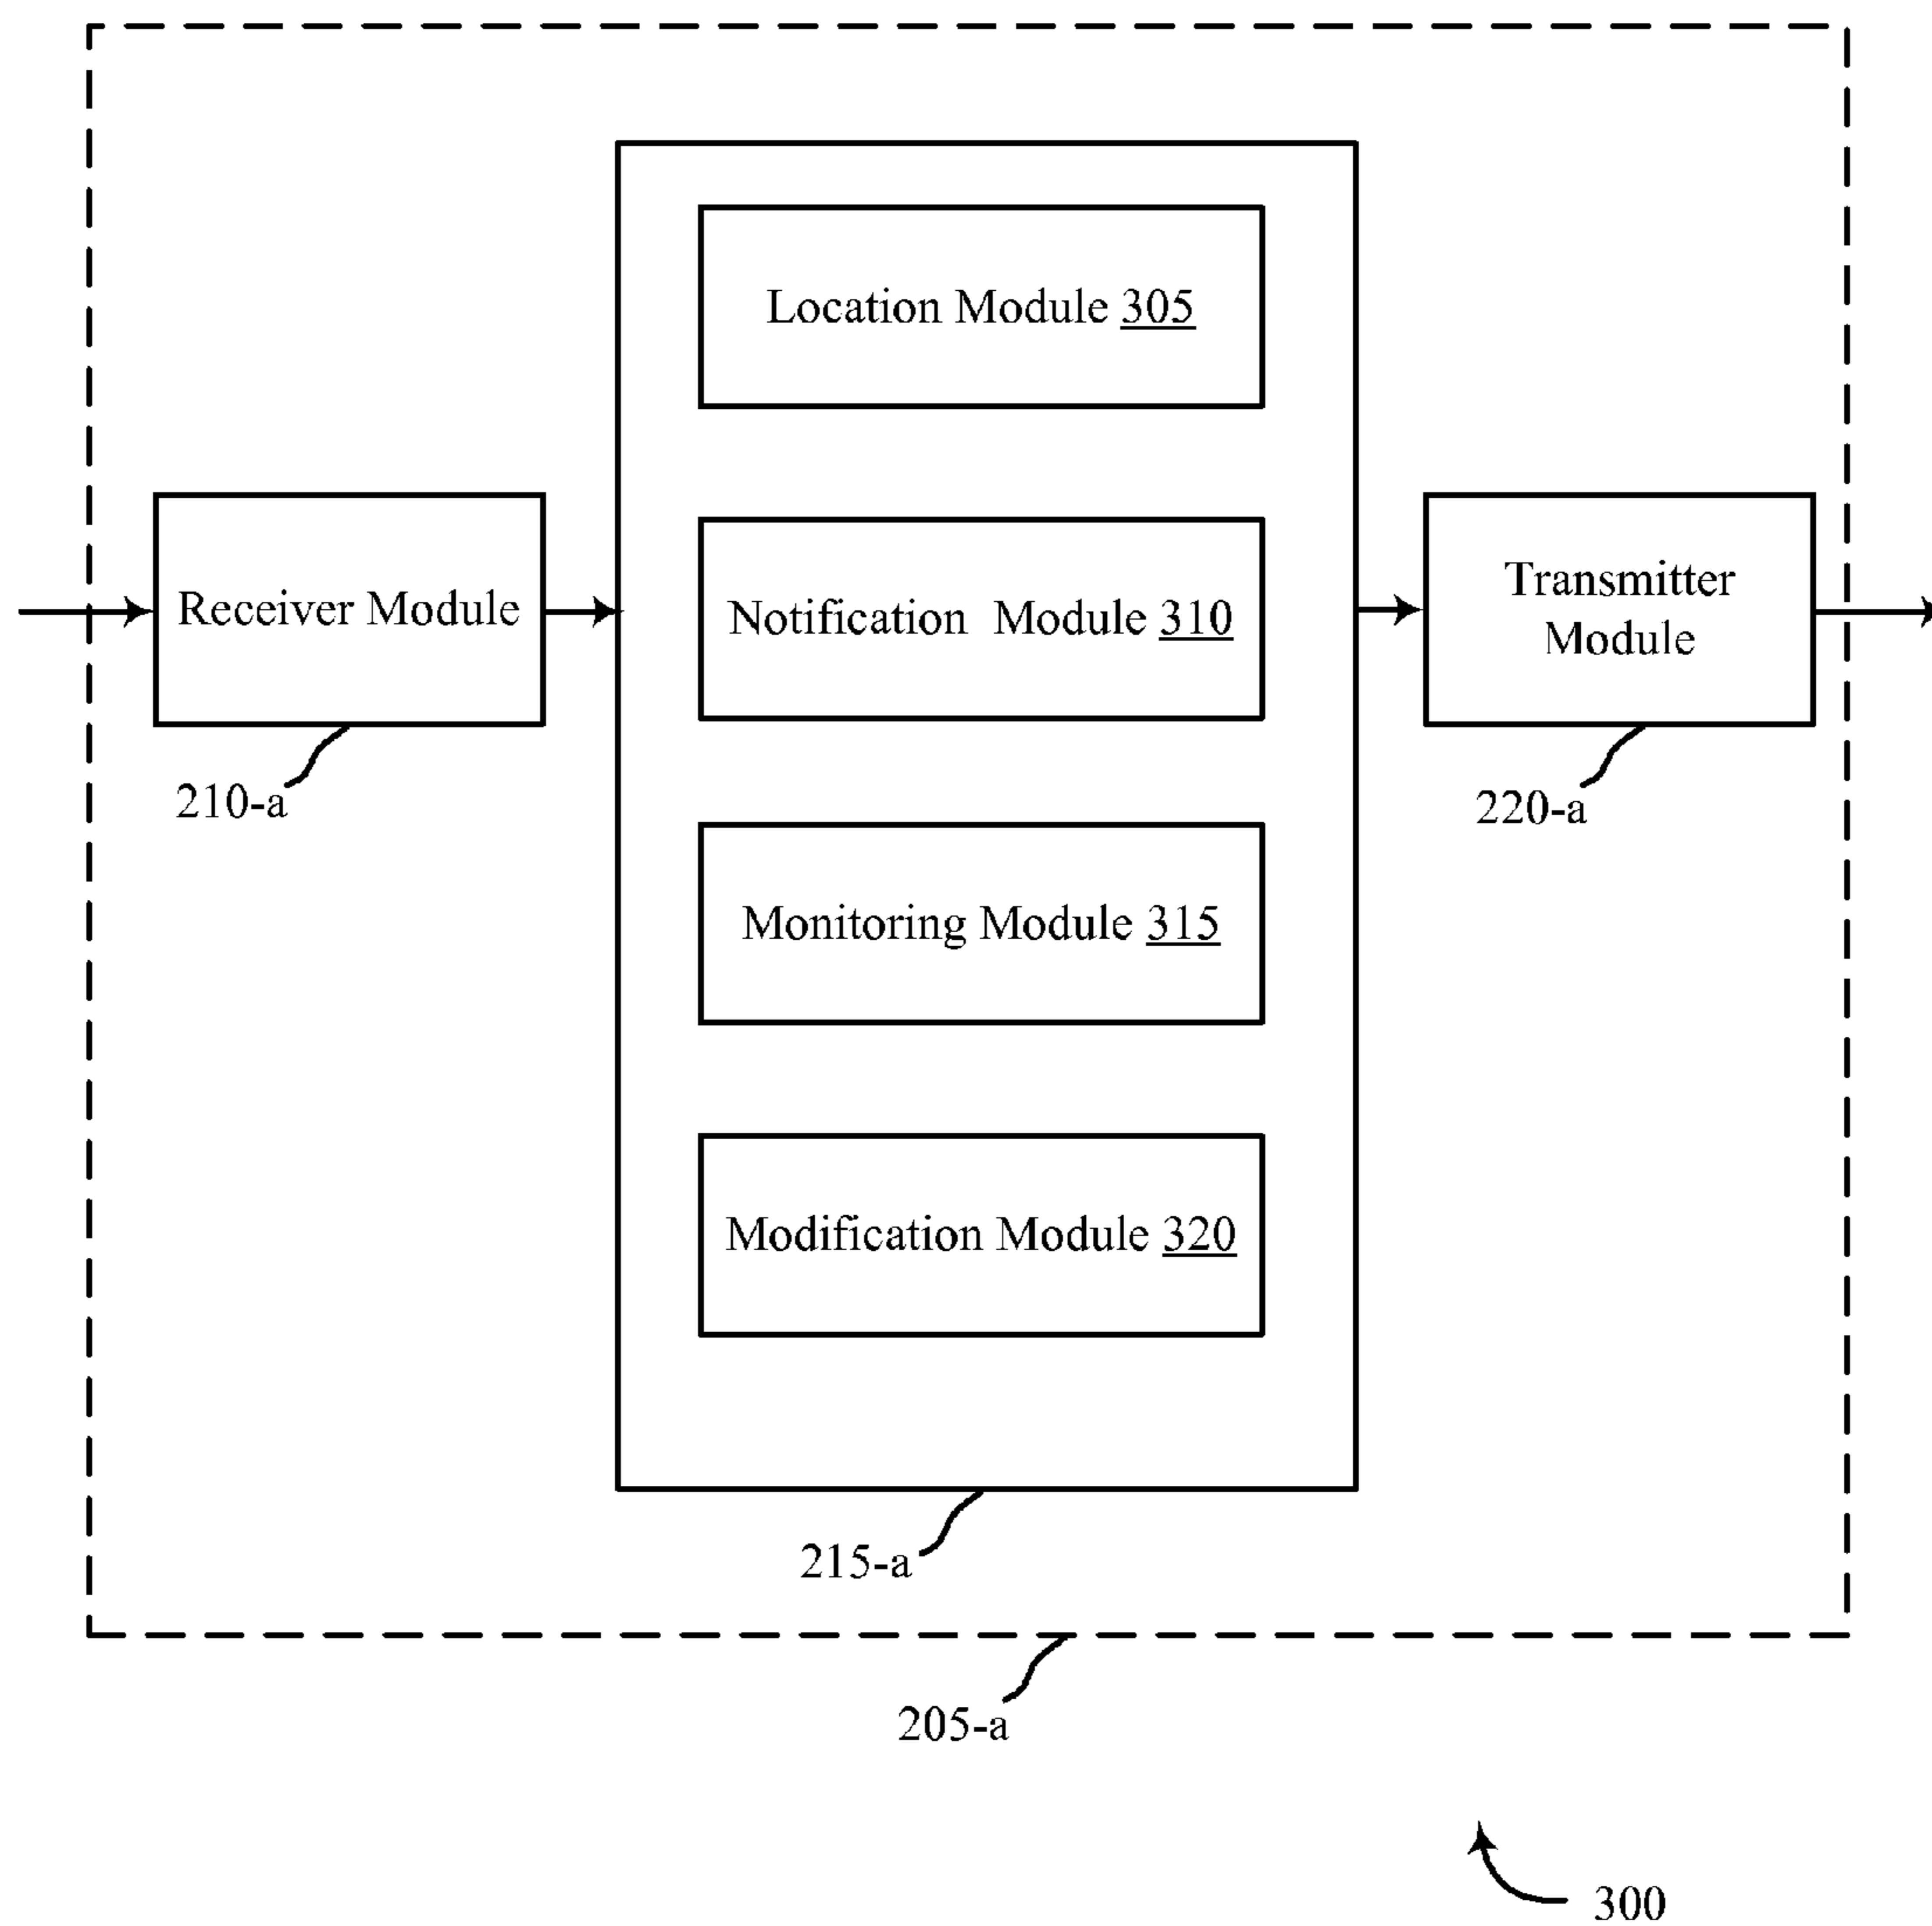 Location Module 305
Receiver Module
Notification Module 310
Transmitter
Module
210-a
220-a
Monitoring Module 315
Modification Module 320
215-a
205-a
300